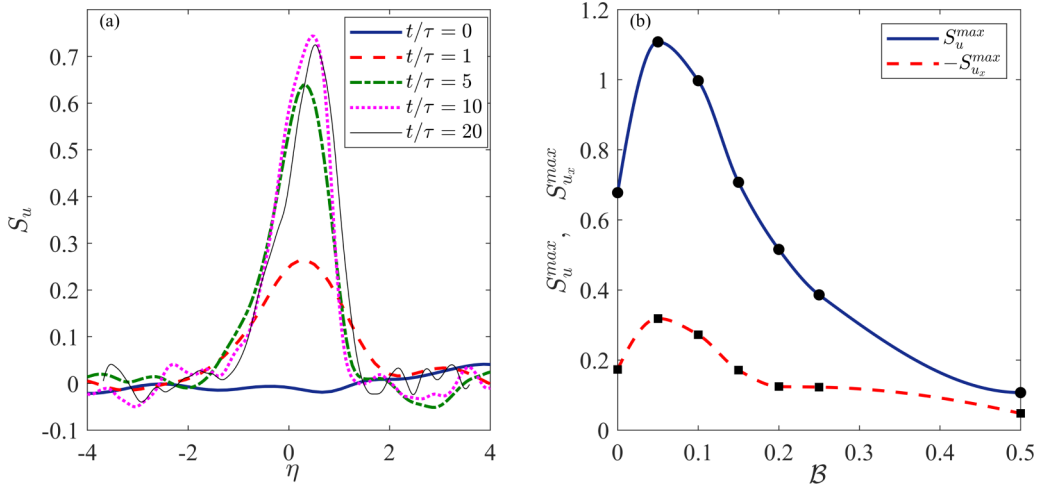 (a)
t/τ = 0
t/τ = 1
t/τ = 5
t/τ = 10
t/τ = 20
0.7
0.6
0.5
0.4
0.3
0.2
0.1
0
-0.1
S_u
-4 -2 0 2 4
η
(b)
S_u^{max}
−S_{u_x}^{max}
1.2
1
0.8
0.6
0.4
0.2
0
S_u^{max}, S_{u_x}^{max}
0 0.1 0.2 0.3 0.4 0.5
ℬ